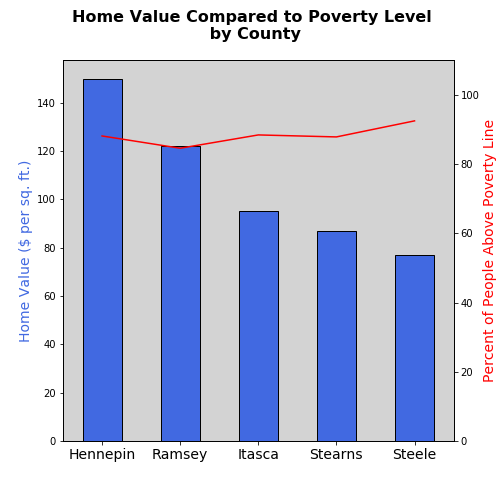 Home Value Compared to Poverty Level
by County
Home Value ($ per sq. ft.)
140
120
100
80
60
40
20
0
100
80
60
40
20
0
Percent of People Above Poverty Line
Hennepin Ramsey Itasca Stearns Steele